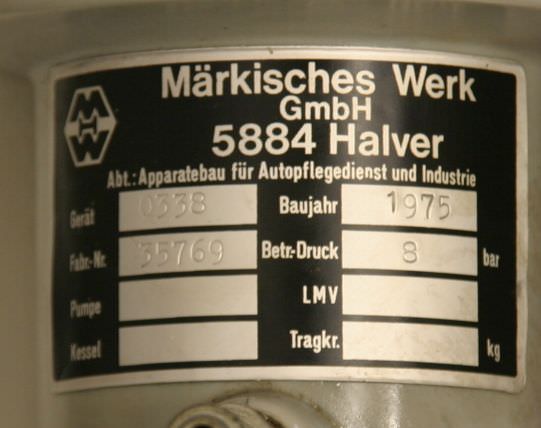 Märkisches Werk
GmbH
5884 Halver
Abt.: Apparatebau für Autopflegedienst und Industrie
Gerät 0338 Baujahr 1975
Fabr.-Nr. 35769 Betr.-Druck 8 bar
Pumpe LMV
Kessel Tragkr. kg